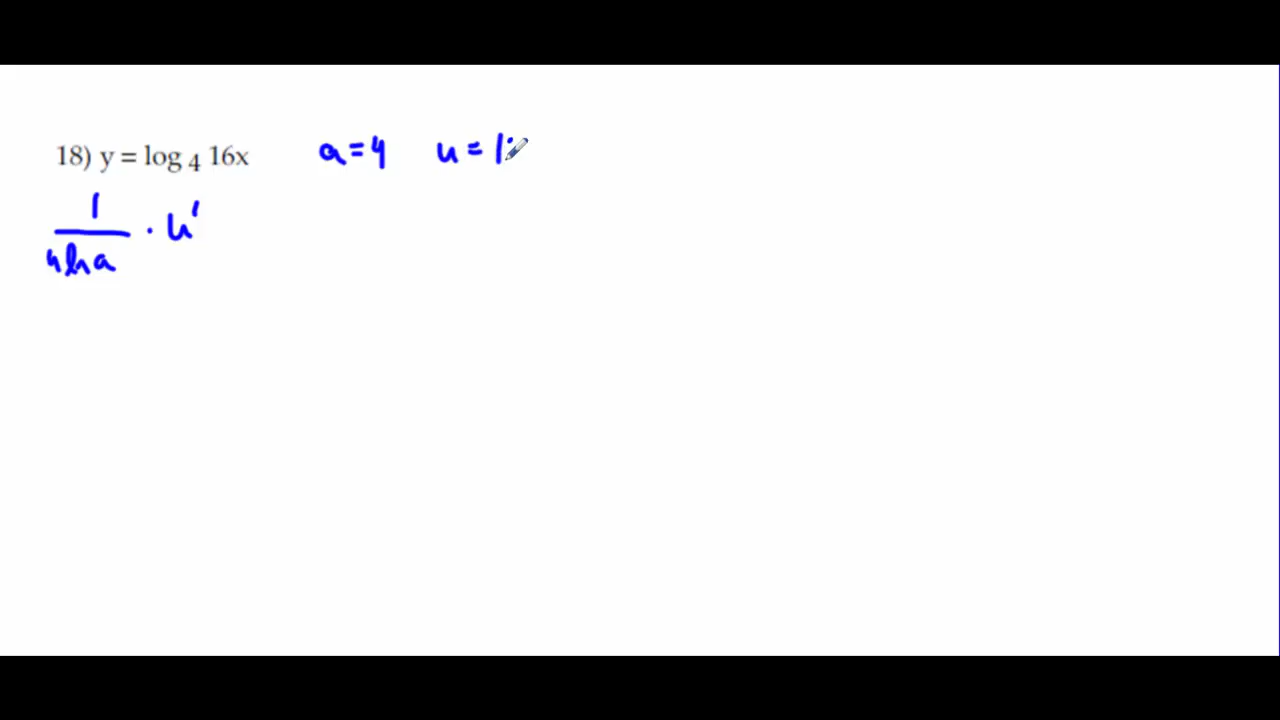 18) y = log 4 16x a = 4 u = 1
1
· u'
u ln a